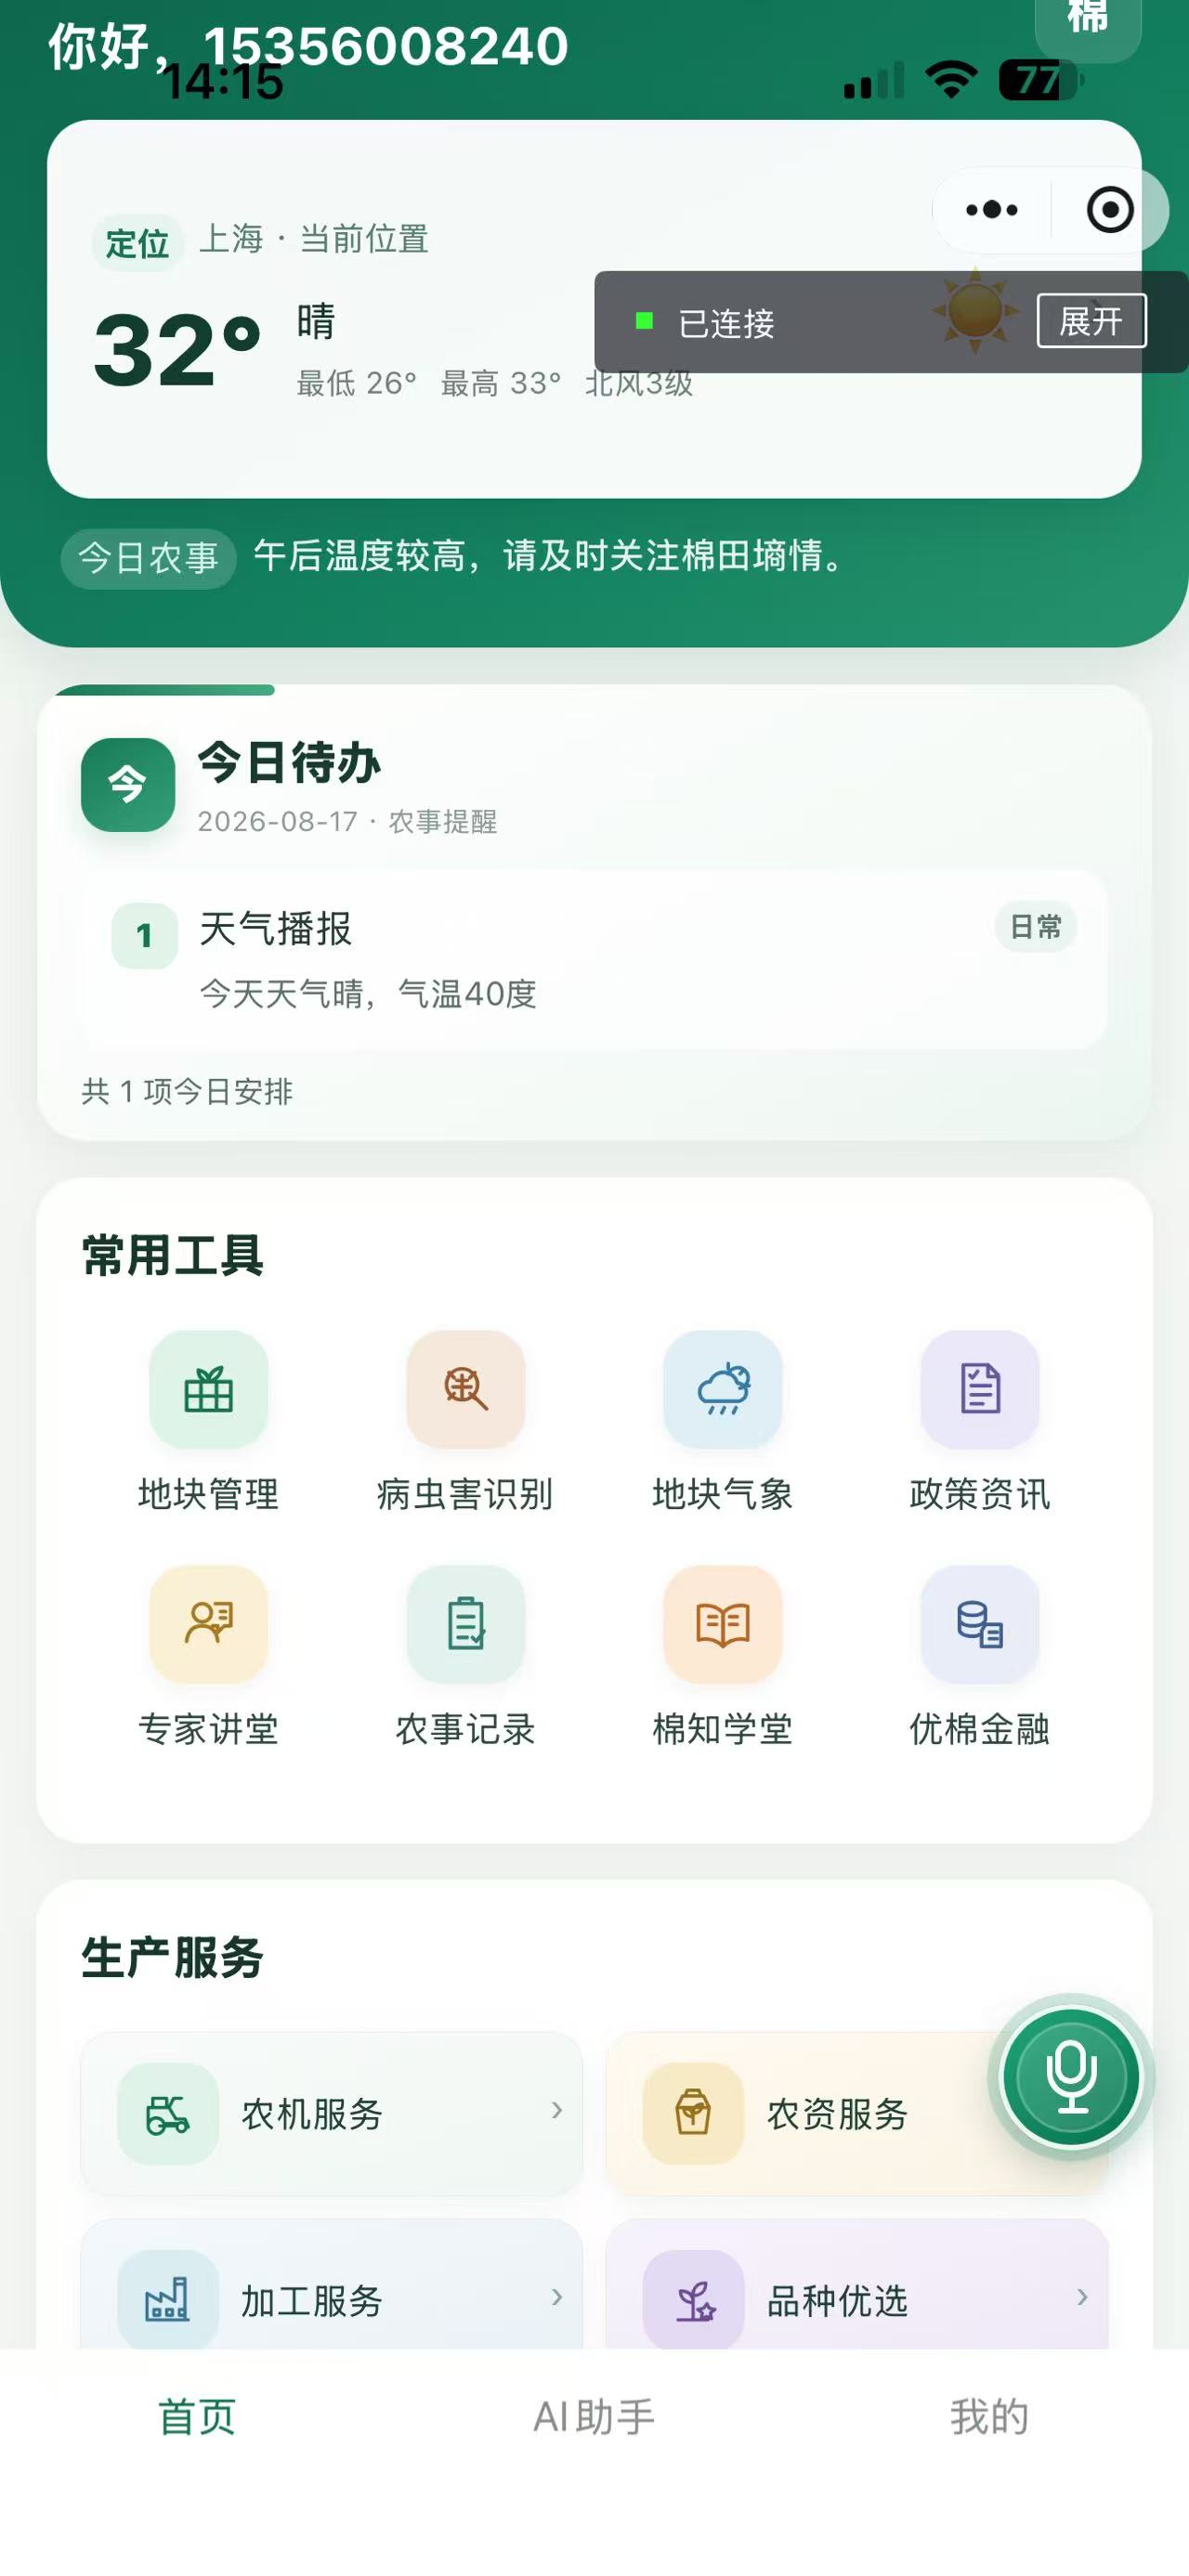 你好，15356008240
棉
14:15
77
定位 上海 · 当前位置
32°
晴
最低 26° 最高 33° 北风3级
已连接
展开
今日农事 午后温度较高，请及时关注棉田墒情。
今
今日待办
2026-08-17 · 农事提醒
1 天气播报
日常
今天天气晴，气温40度
共 1 项今日安排
常用工具
地块管理 病虫害识别 地块气象 政策资讯
专家讲堂 农事记录 棉知学堂 优棉金融
生产服务
农机服务 农资服务
加工服务 品种优选
首页 AI助手 我的